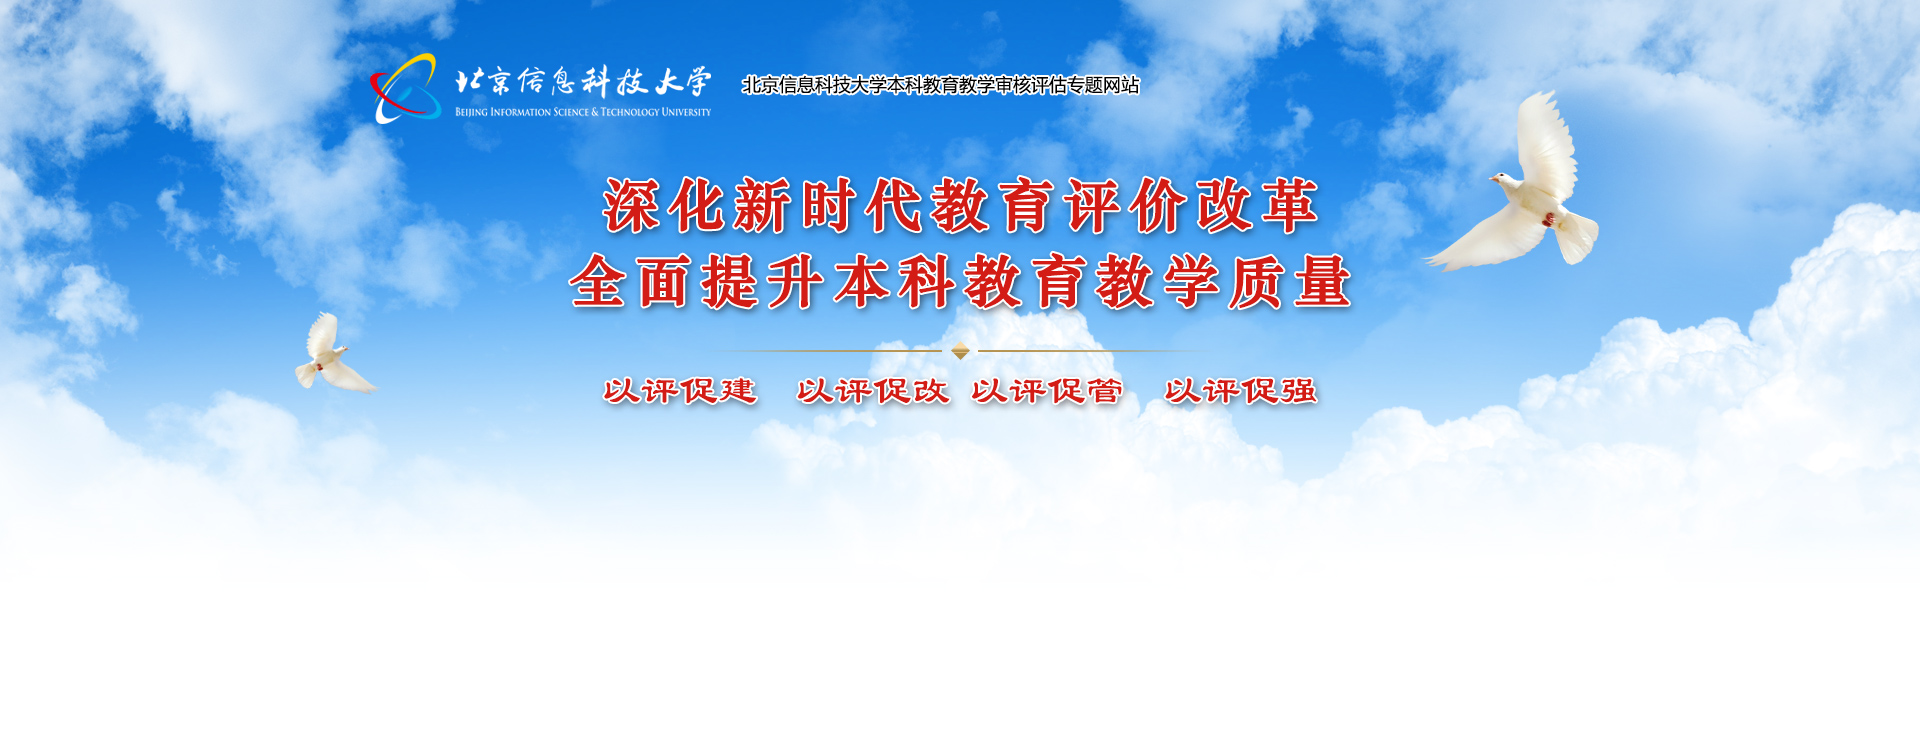 北京信息科技大学
BEIJING INFORMATION SCIENCE & TECHNOLOGY UNIVERSITY
北京信息科技大学本科教育教学审核评估专题网站
深化新时代教育评价改革
全面提升本科教育教学质量
以评促建 以评促改 以评促管 以评促强